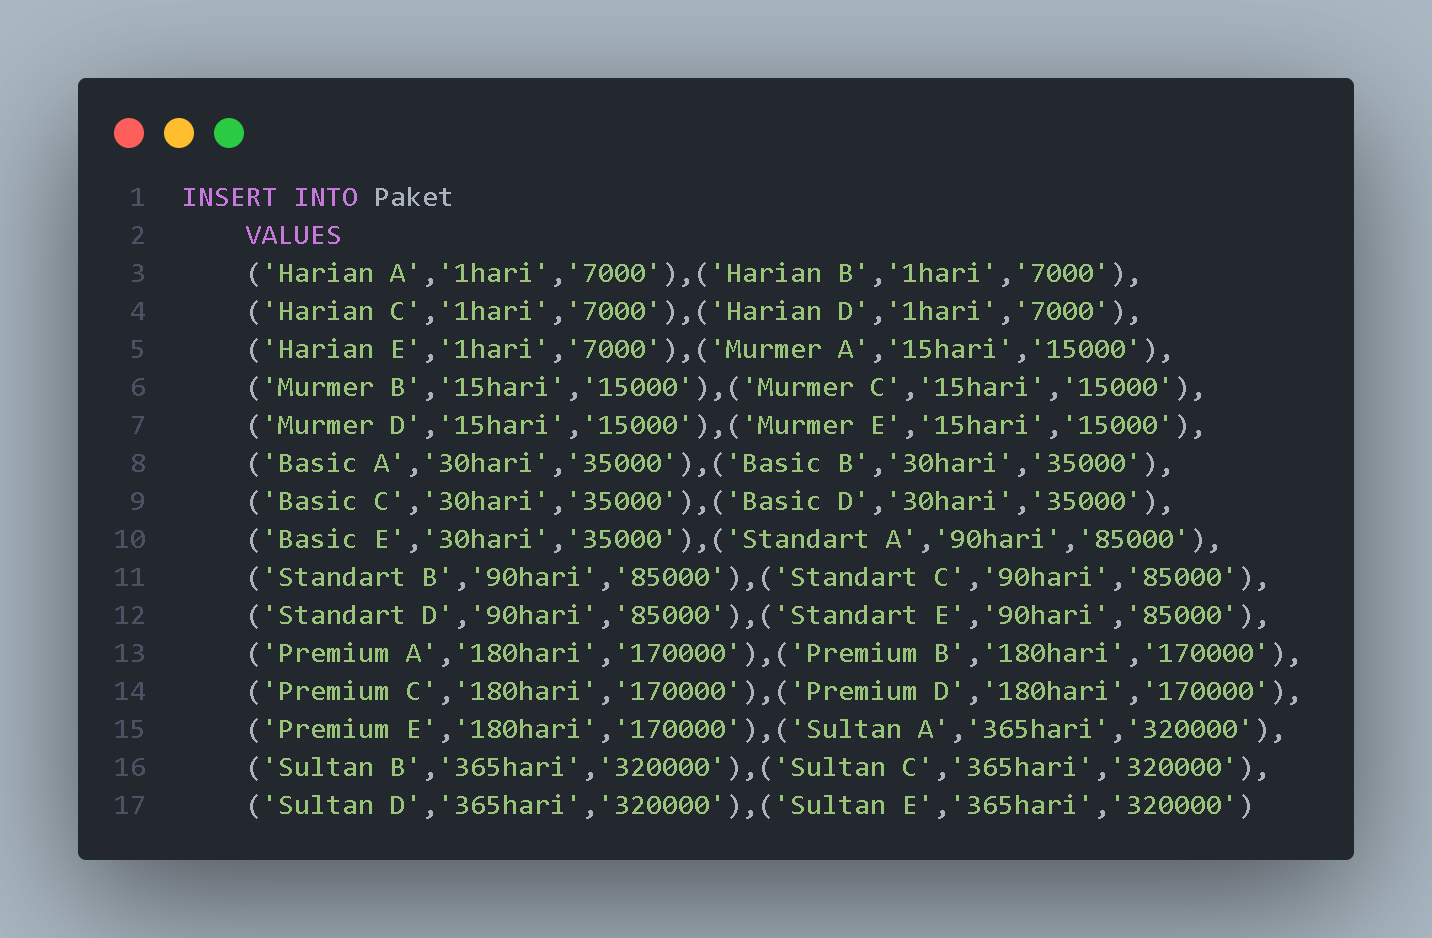 1 INSERT INTO Paket
2 VALUES
3 ('Harian A','1hari','7000'),('Harian B','1hari','7000'),
4 ('Harian C','1hari','7000'),('Harian D','1hari','7000'),
5 ('Harian E','1hari','7000'),('Murmer A','15hari','15000'),
6 ('Murmer B','15hari','15000'),('Murmer C','15hari','15000'),
7 ('Murmer D','15hari','15000'),('Murmer E','15hari','15000'),
8 ('Basic A','30hari','35000'),('Basic B','30hari','35000'),
9 ('Basic C','30hari','35000'),('Basic D','30hari','35000'),
10 ('Basic E','30hari','35000'),('Standart A','90hari','85000'),
11 ('Standart B','90hari','85000'),('Standart C','90hari','85000'),
12 ('Standart D','90hari','85000'),('Standart E','90hari','85000'),
13 ('Premium A','180hari','170000'),('Premium B','180hari','170000'),
14 ('Premium C','180hari','170000'),('Premium D','180hari','170000'),
15 ('Premium E','180hari','170000'),('Sultan A','365hari','320000'),
16 ('Sultan B','365hari','320000'),('Sultan C','365hari','320000'),
17 ('Sultan D','365hari','320000'),('Sultan E','365hari','320000')